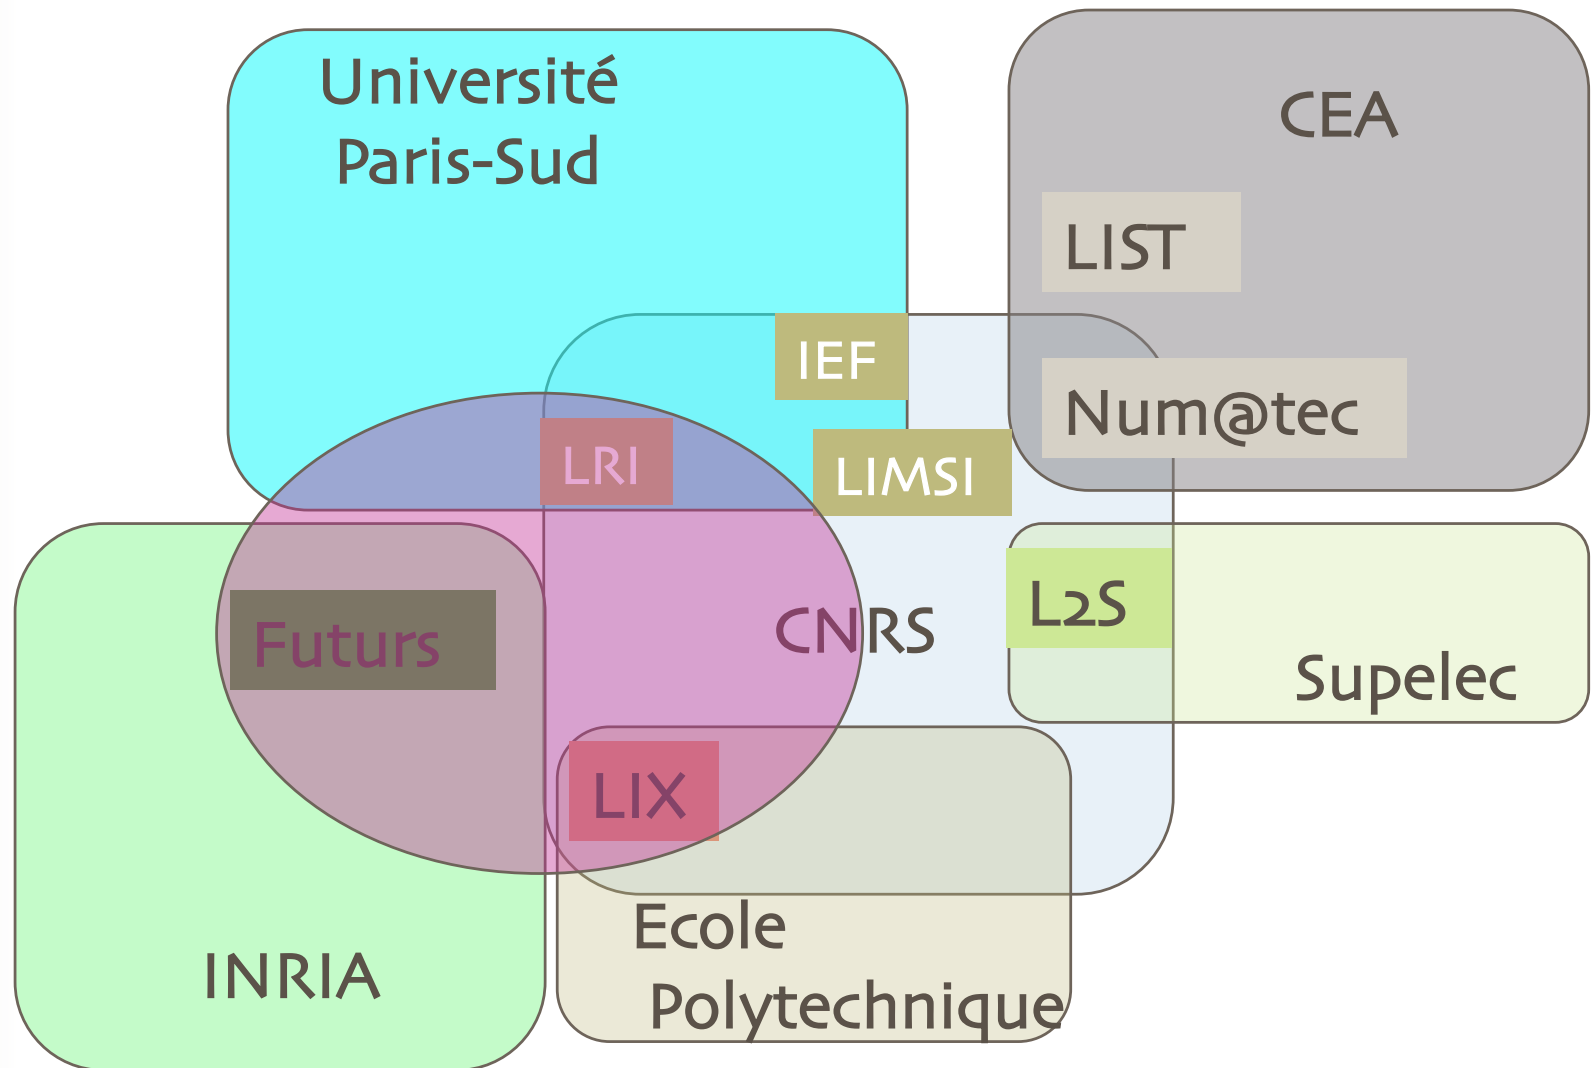 Université
Paris-Sud
CEA
LIST
IEF
Num@tec
LRI
LIMSI
L2S
Futurs
CNRS
Supelec
LIX
Ecole
Polytechnique
INRIA